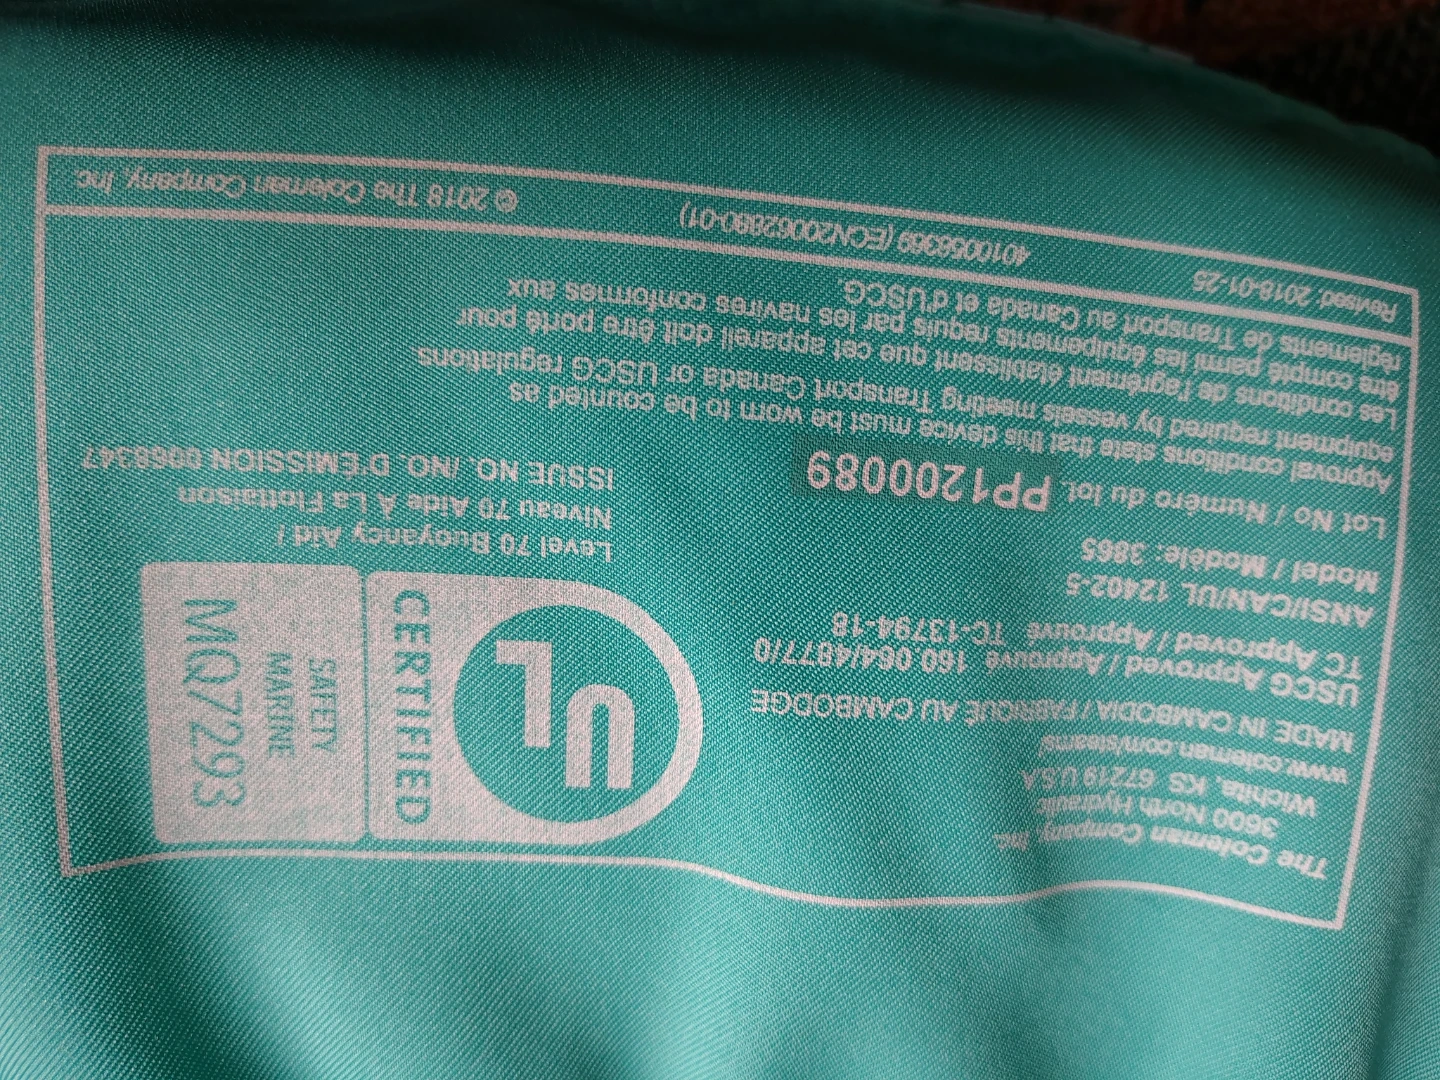 The Coleman Company, Inc.
3600 North Hydraulic
Wichita, KS 67219 U.S.A
www.coleman.com/stearns/
MADE IN CAMBODIA / FABRIQUÉ AU CAMBODGE
USCG Approved / Approuvé 160.064/4877/0
TC Approved / Approuvé TC-13794-18
ANSI/CAN/UL 12402-5
Model / Modèle: 3865
Lot No / Numéro du lot. PP1200089
UL
CERTIFIED
SAFETY
MARINE
MQ7293
Level 70 Buoyancy Aid /
Niveau 70 Aide À La Flottaison
ISSUE NO. /NO. D'ÉMISSION 0068347
Approval conditions state that this device must be worn to be counted as
equipment required by vessels meeting Transport Canada or USCG regulations.
Les conditions de l'agrément établissent que cet appareil doit être porté pour
être compté parmi les équipements requis par les navires conformes aux
règlements de Transport au Canada et d'USCG.
Revised 2018-01-25 4010058369 (ECN20062880-01) © 2018 The Coleman Company, Inc.